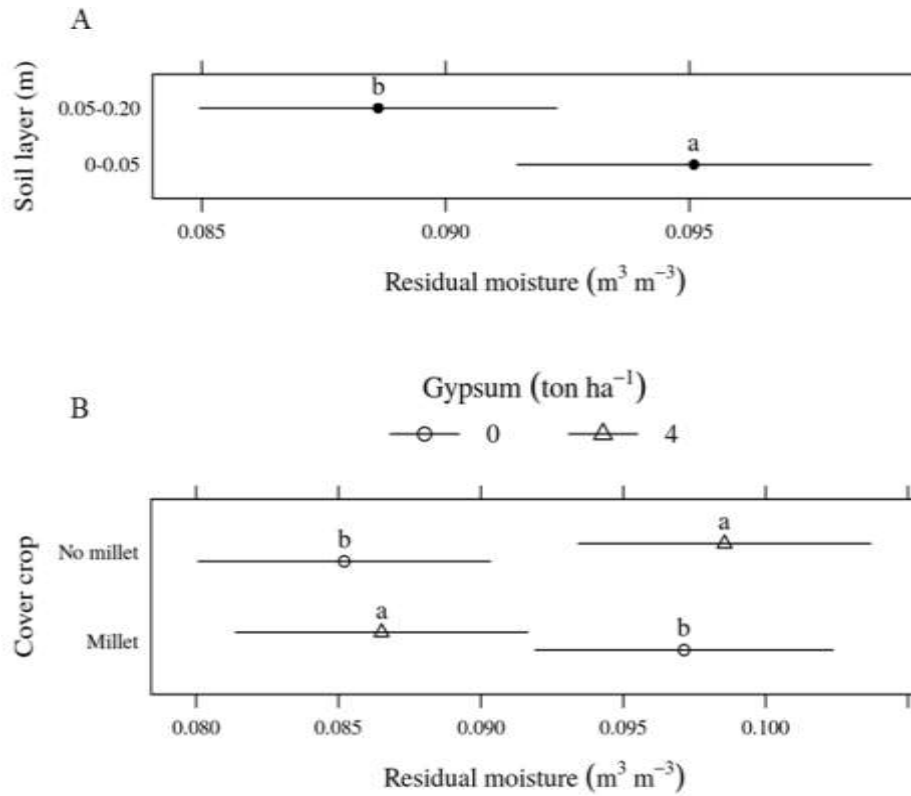 A
Soil layer (m)
b
0.05-0.20
a
0-0.05
0.085 0.090 0.095
Residual moisture (m³ m⁻³)
B
Gypsum (ton ha⁻¹)
0 4
Cover crop
a
No millet
b
a
b
Millet
0.080 0.085 0.090 0.095 0.100
Residual moisture (m³ m⁻³)